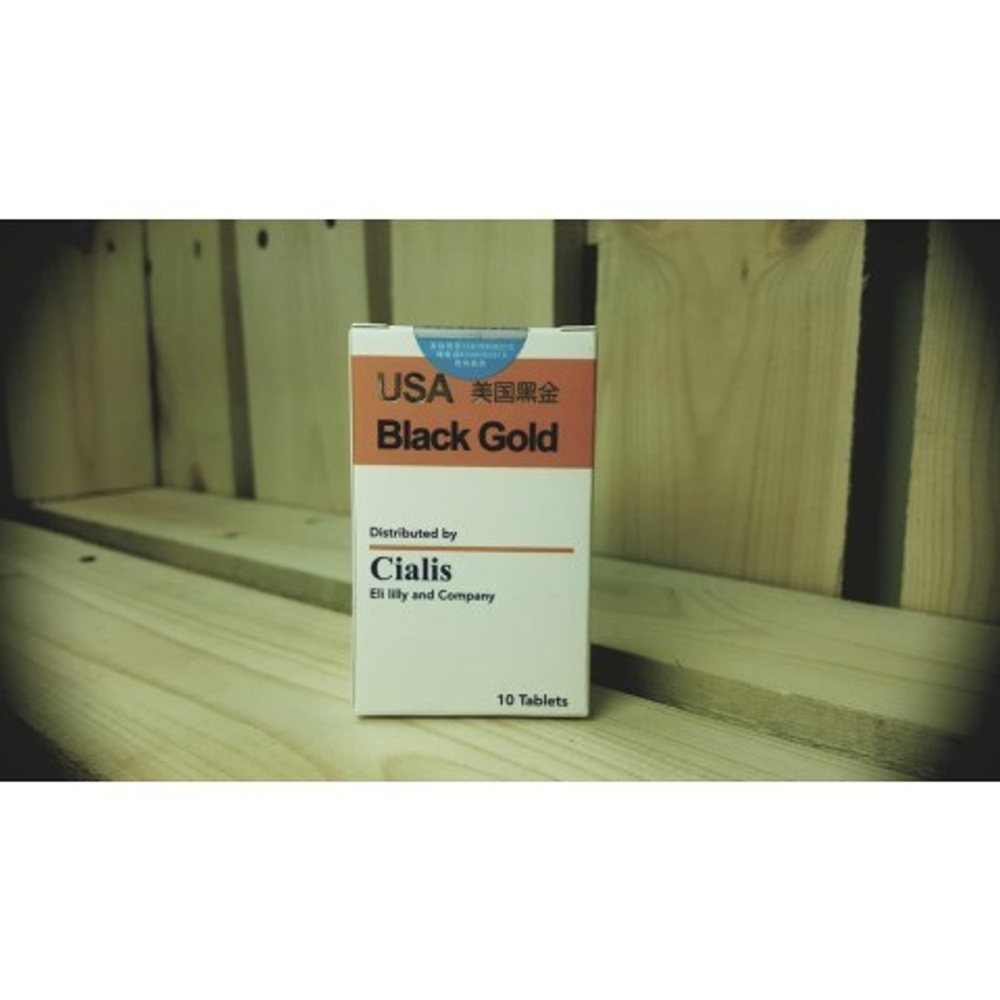 USA 美国黑金
Black Gold
Distributed by
Cialis
Eli lilly and Company
10 Tablets